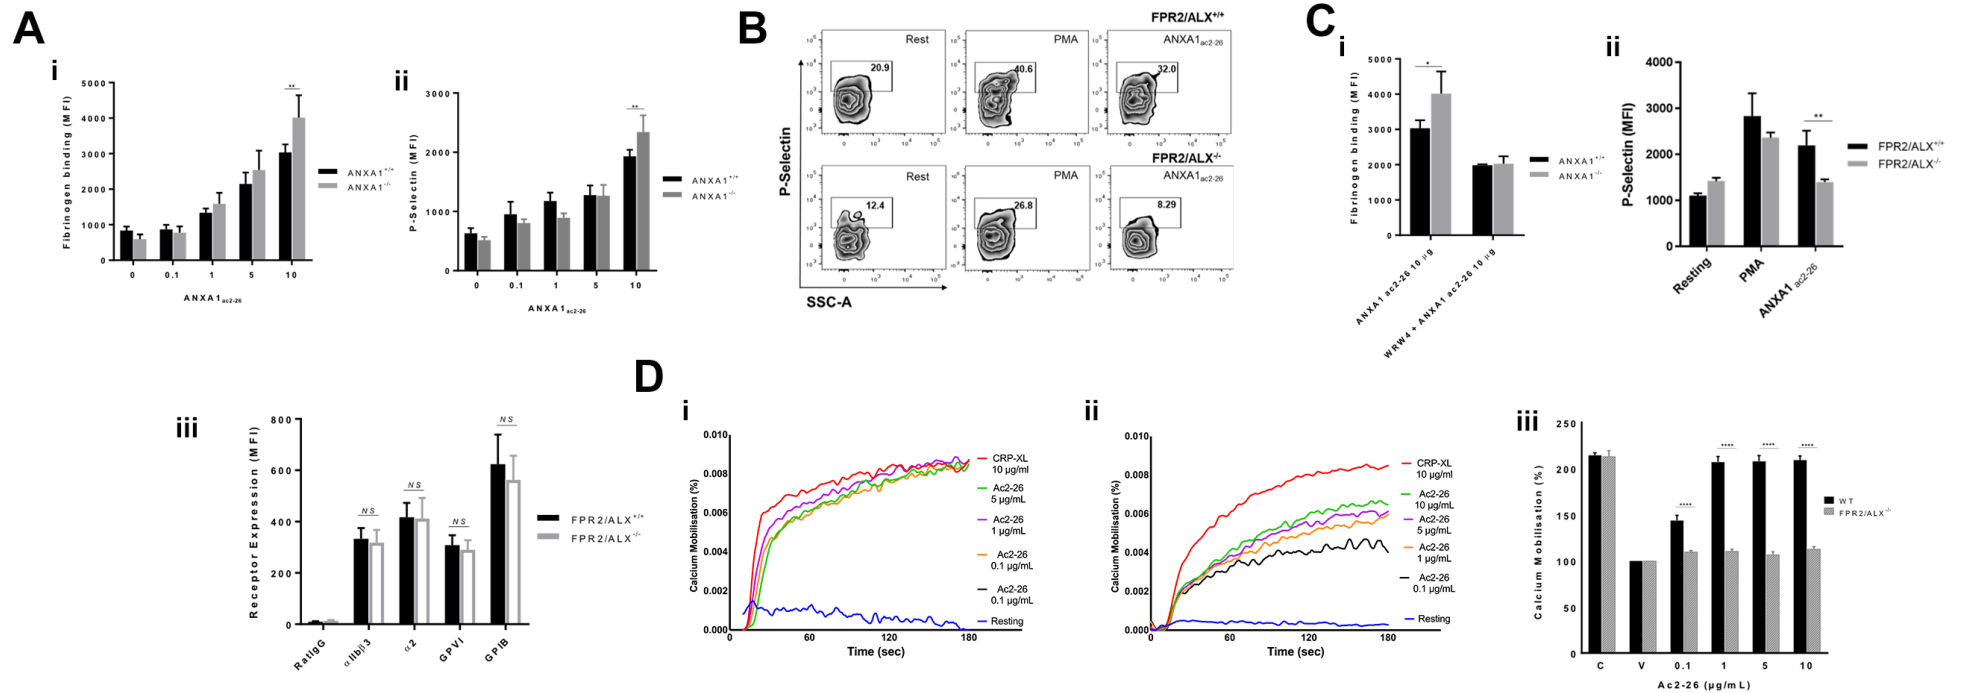 A
i
5000
4000
3000
2000
1000
0
Fibrinogen binding (MFI)
**
0 0.1 1 5 10
ANXA1ac2-26
ANXA1+/+
ANXA1-/-
ii
3000
2000
1000
0
P-Selectin (MFI)
**
0 0.1 1 5 10
ANXA1ac2-26
ANXA1+/+
ANXA1-/-
B
FPR2/ALX+/+
Rest
20.9
PMA
40.6
ANXA1ac2-26
32.0
FPR2/ALX-/-
Rest
12.4
PMA
26.8
ANXA1ac2-26
8.29
P-Selectin
SSC-A
C
i
5000
4000
3000
2000
1000
0
Fibrinogen binding (MFI)
*
ANXA1 ac2-26 10 µg
WRW4 + ANXA1 ac2-26 10 µg
ANXA1+/+
ANXA1-/-
ii
4000
3000
2000
1000
0
P-Selectin (MFI)
**
Resting
PMA
ANXA1 ac2-26
FPR2/ALX+/+
FPR2/ALX-/-
iii
800
600
400
200
0
Receptor Expression (MFI)
NS
NS
NS
NS
RatIgG
αIIbβ3
α2
GPVI
GPIB
FPR2/ALX+/+
FPR2/ALX-/-
D
i
0.010
0.008
0.006
0.004
0.002
0.000
Calcium Mobilisation (%)
0 60 120 180
Time (sec)
CRP-XL
10 µg/ml
Ac2-26
5 µg/mL
Ac2-26
1 µg/mL
Ac2-26
0.1 µg/mL
Ac2-26
0.1 µg/mL
Resting
ii
0.010
0.008
0.006
0.004
0.002
0.000
Calcium Mobilisation (%)
0 60 120 180
Time (sec)
CRP-XL
10 µg/mL
Ac2-26
10 µg/mL
Ac2-26
5 µg/mL
Ac2-26
1 µg/mL
Ac2-26
0.1 µg/mL
Resting
iii
250
200
150
100
50
0
Calcium Mobilisation (%)
****
****
****
****
C V 0.1 1 5 10
Ac2-26 (µg/mL)
WT
FPR2/ALX-/-